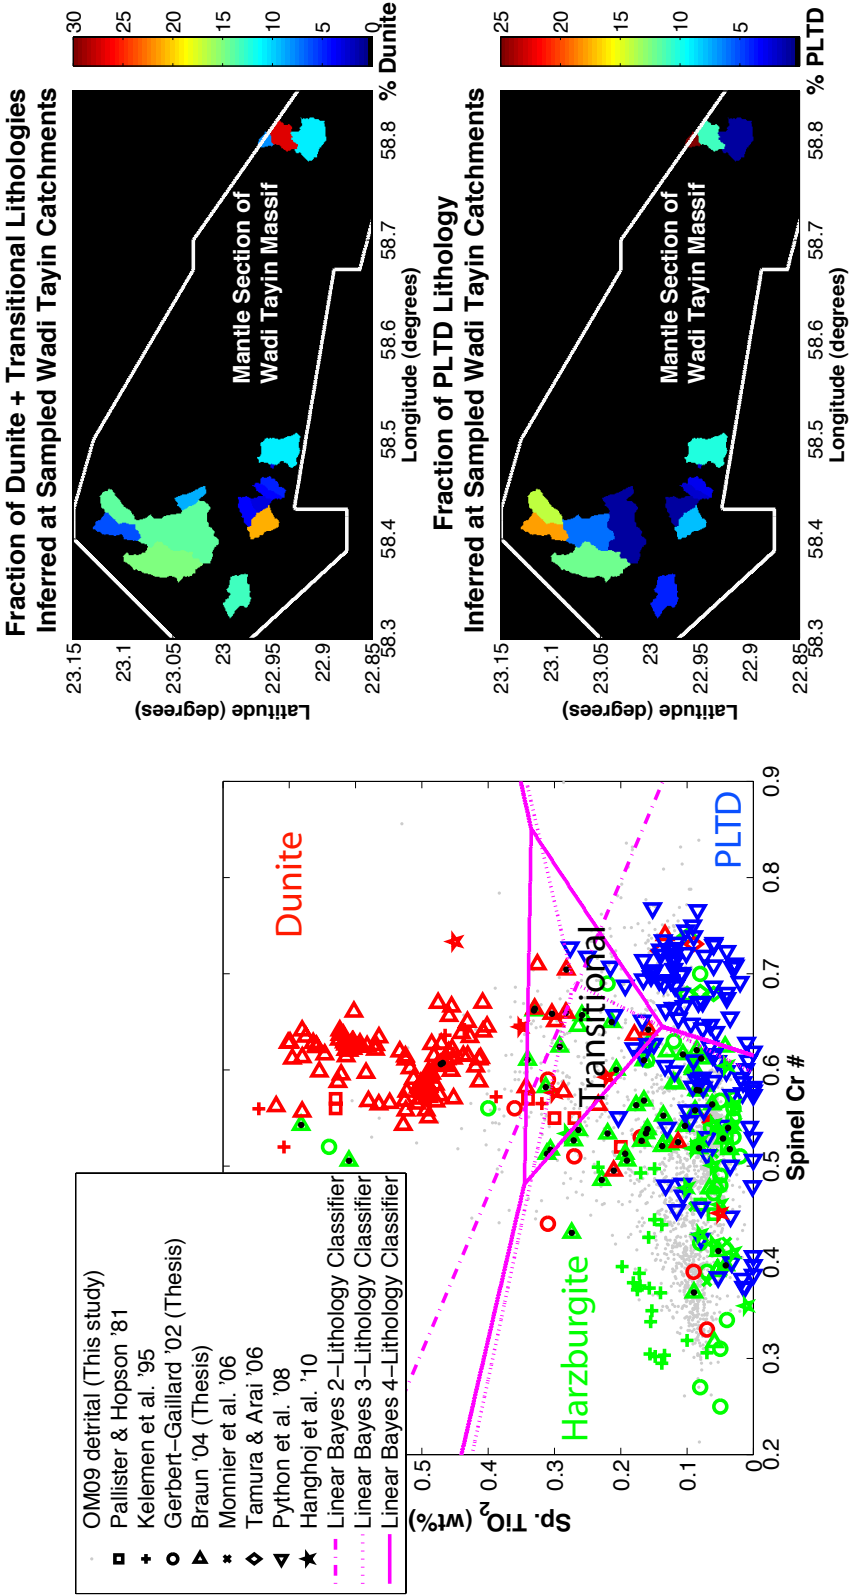 OM09 detrital (This study)
Pallister & Hopson '81
Kelemen et al. '95
Gerbert−Gaillard '02 (Thesis)
Braun '04 (Thesis)
Monnier et al. '06
Tamura & Arai '06
Python et al. '08
Hanghoj et al. '10
Linear Bayes 2−Lithology Classifier
Linear Bayes 3−Lithology Classifier
Linear Bayes 4−Lithology Classifier
Dunite
Transitional
Harzburgite
PLTD
Sp. TiO2 (wt%)
0.5
0.4
0.3
0.2
0.1
0
0.2
0.3
0.4
0.5
0.6
0.7
0.8
0.9
Spinel Cr #
Fraction of Dunite + Transitional Lithologies
Inferred at Sampled Wadi Tayin Catchments
Mantle Section of
Wadi Tayin Massif
Latitude (degrees)
23.15
23.1
23.05
23
22.95
22.9
22.85
58.3
58.4
58.5
58.6
58.7
58.8
Longitude (degrees)
30
25
20
15
10
5
0
% Dunite
Fraction of PLTD Lithology
Inferred at Sampled Wadi Tayin Catchments
Mantle Section of
Wadi Tayin Massif
Latitude (degrees)
23.15
23.1
23.05
23
22.95
22.9
22.85
58.3
58.4
58.5
58.6
58.7
58.8
Longitude (degrees)
25
20
15
10
5
% PLTD